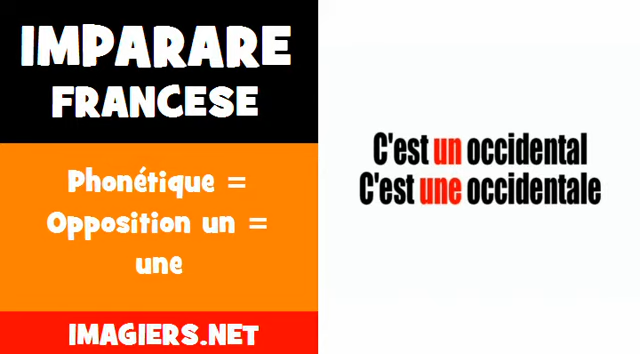 IMPARARE
FRANCESE
Phonétique =
Opposition un =
une
IMAGIERS.NET
C'est un occidental
C'est une occidentale